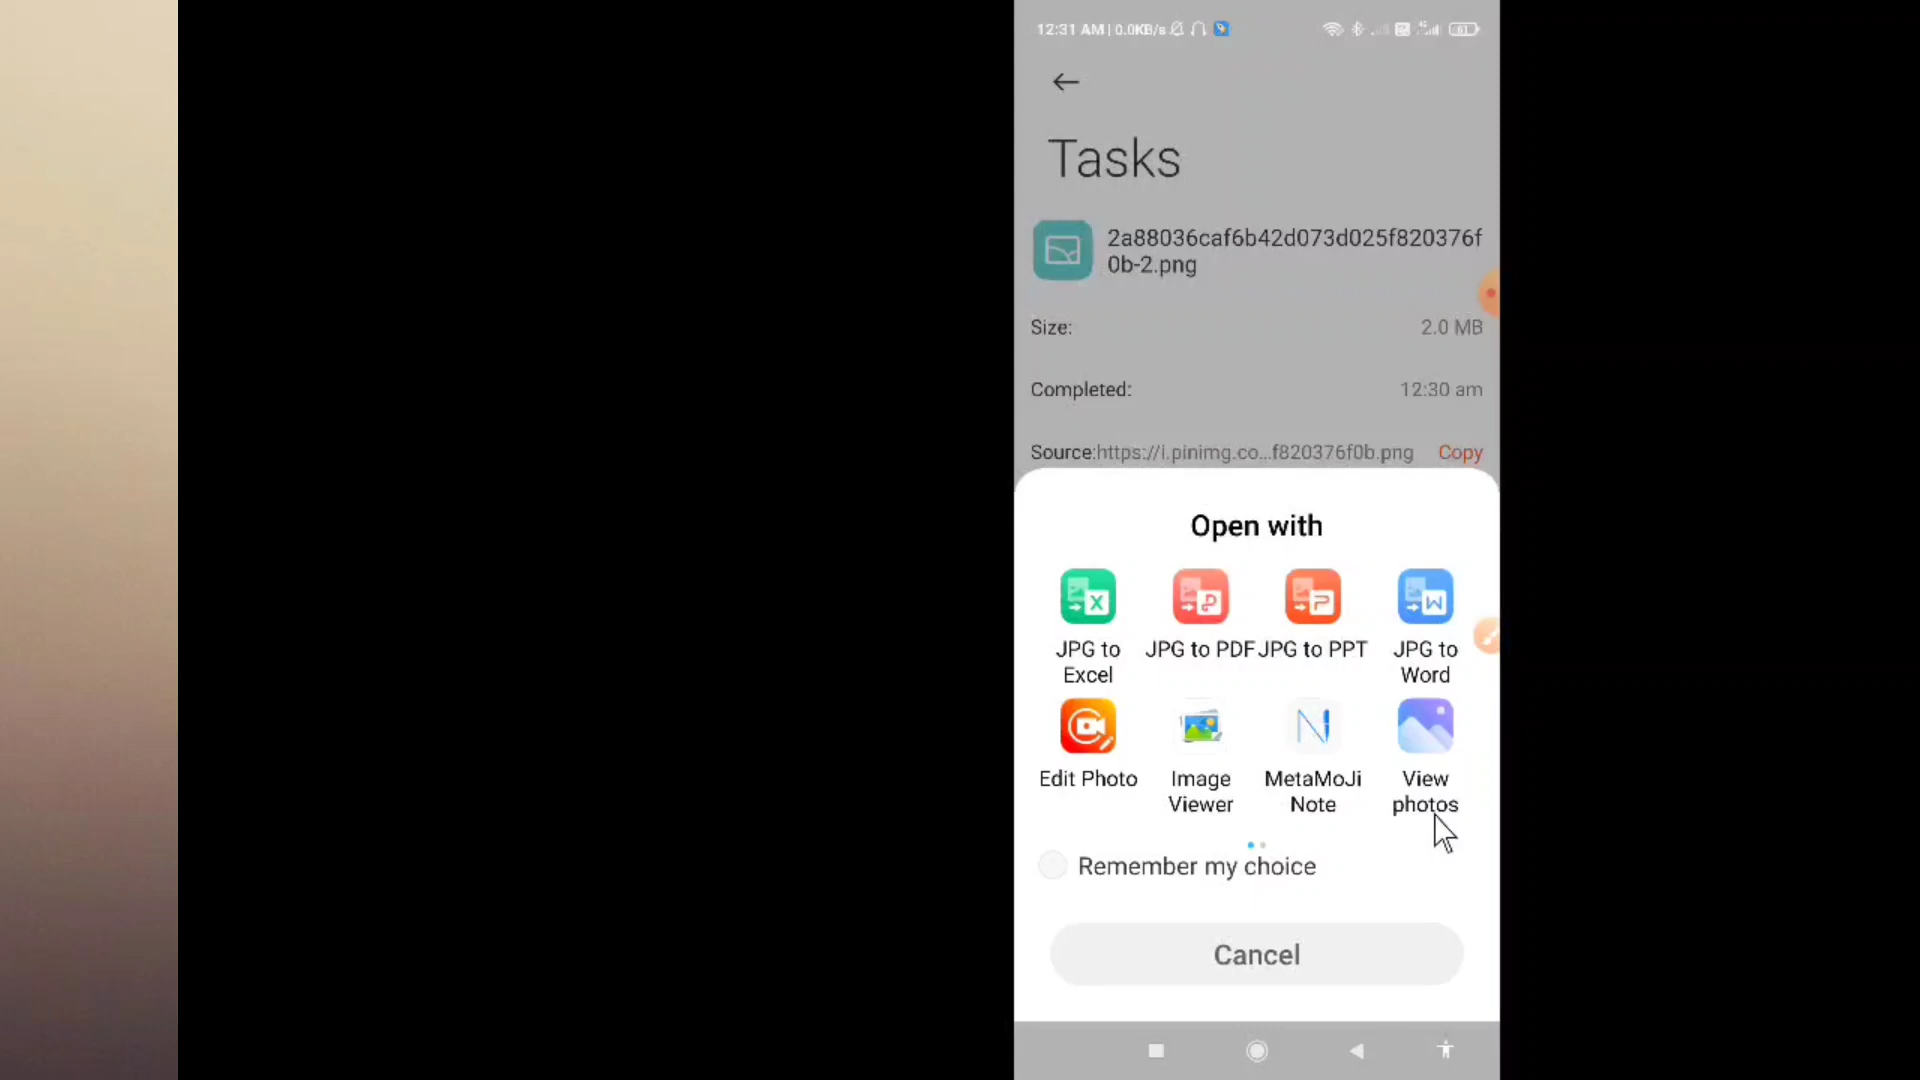 12:31 AM | 0.0KB/s
61
Tasks
2a88036caf6b42d073d025f820376f
0b-2.png
Size: 2.0 MB
Completed: 12:30 am
Source:https://i.pinimg.co...f820376f0b.png Copy
Open with
JPG to Excel
JPG to PDF
JPG to PPT
JPG to Word
Edit Photo
Image Viewer
MetaMoJi Note
View photos
Remember my choice
Cancel